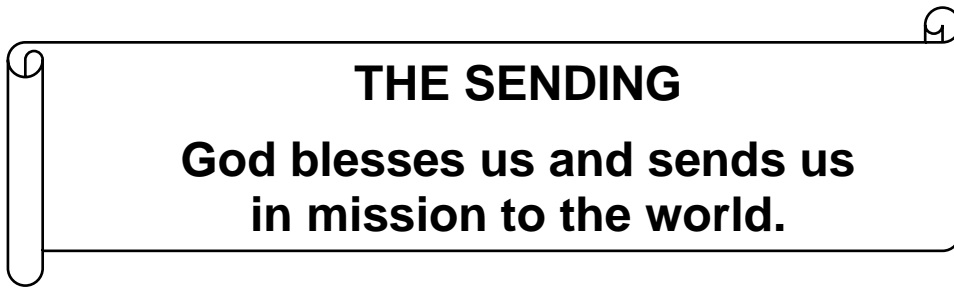 THE SENDING
God blesses us and sends us
in mission to the world.